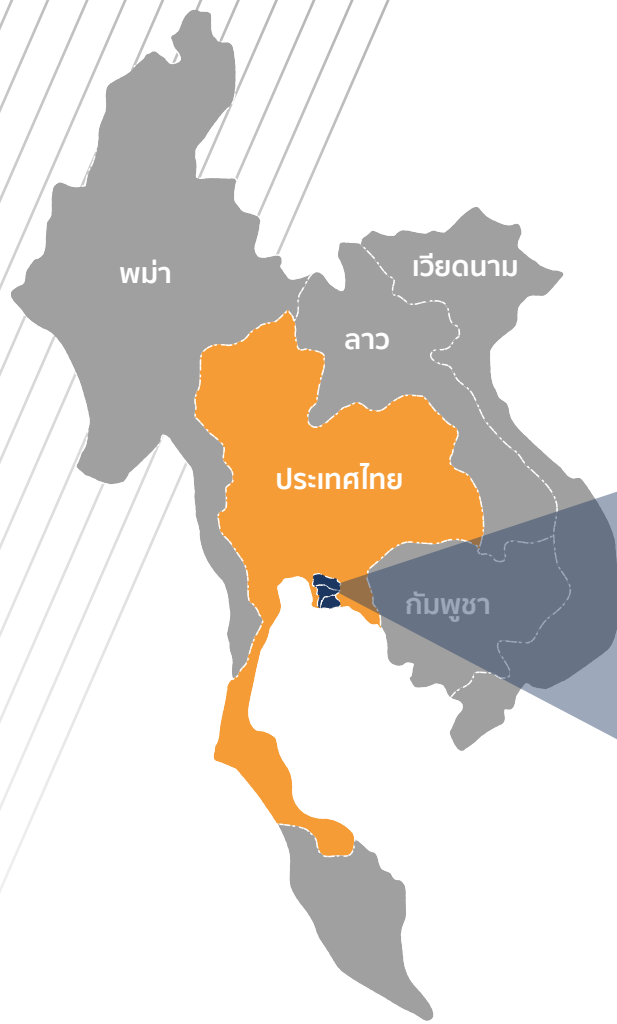 เวียดนาม
พม่า
ลาว
ประเทศไทย
กัมพูชา